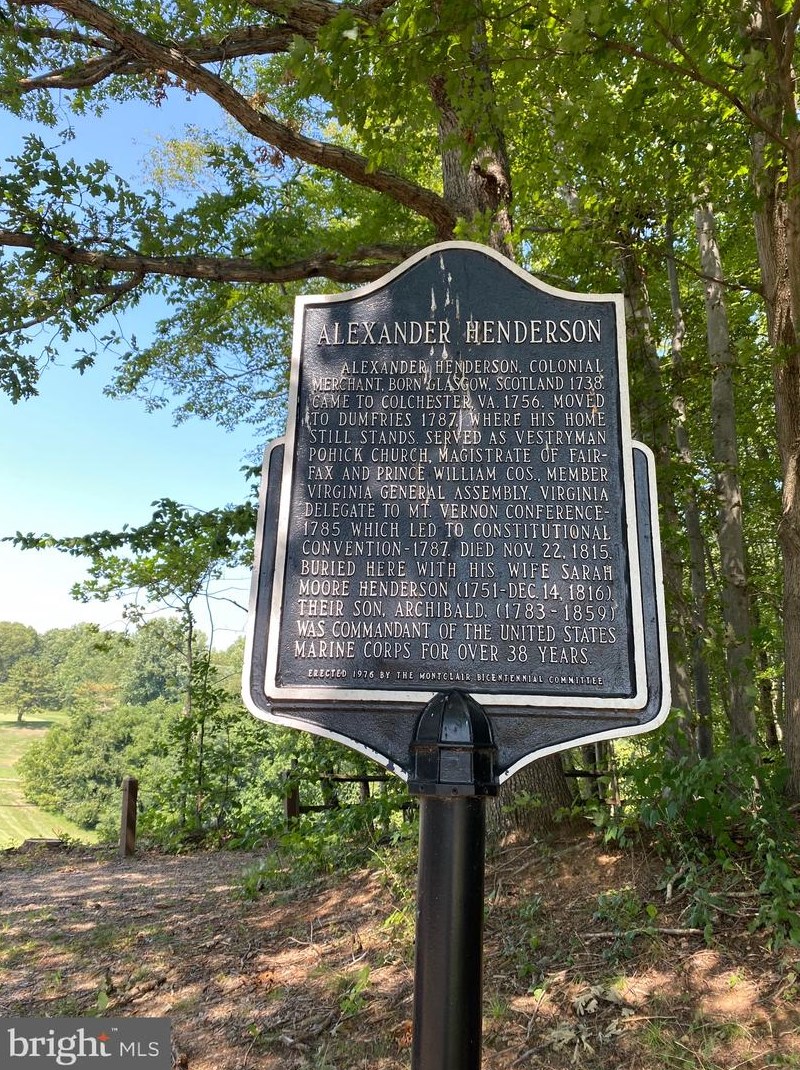 ALEXANDER HENDERSON
ALEXANDER HENDERSON, COLONIAL
MERCHANT, BORN GLASGOW, SCOTLAND 1738.
CAME TO COLCHESTER, VA. 1756. MOVED
TO DUMFRIES 1787, WHERE HIS HOME
STILL STANDS. SERVED AS VESTRYMAN
POHICK CHURCH, MAGISTRATE OF FAIR-
FAX AND PRINCE WILLIAM COS., MEMBER
VIRGINIA GENERAL ASSEMBLY, VIRGINIA
DELEGATE TO MT. VERNON CONFERENCE-
1785 WHICH LED TO CONSTITUTIONAL
CONVENTION-1787. DIED NOV. 22, 1815.
BURIED HERE WITH HIS WIFE SARAH
MOORE HENDERSON (1751-DEC. 14, 1816).
THEIR SON, ARCHIBALD, (1783-1859)
WAS COMMANDANT OF THE UNITED STATES
MARINE CORPS FOR OVER 38 YEARS.
ERECTED 1976 BY THE MONTCLAIR BICENTENNIAL COMMITTEE
bright™ MLS